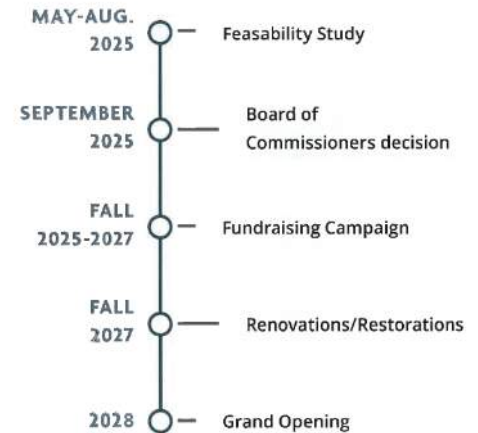 MAY-AUG.
2025
Feasability Study
SEPTEMBER
2025
Board of
Commissioners decision
FALL
2025-2027
Fundraising Campaign
FALL
2027
Renovations/Restorations
2028
Grand Opening